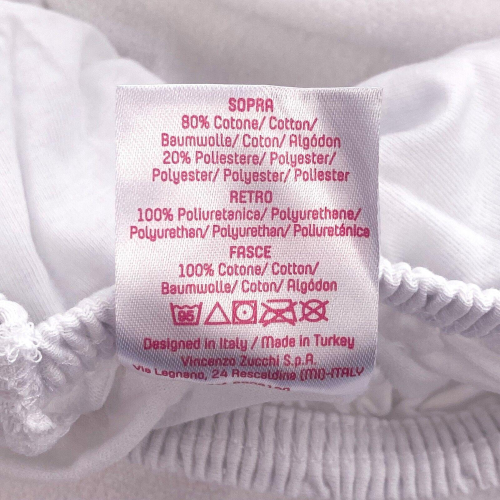 SOPRA
80% Cotone/ Cotton/
Baumwolle/ Coton/ Algódon
20% Poliestere/ Polyester/
Polyester/ Polyester/ Poliester
RETRO
100% Poliuretanica/ Polyurethane/
Polyurethan/ Polyurethan/ Poliuretánica
FASCE
100% Cotone/ Cotton/
Baumwolle/ Coton/ Algódon
95
Designed in Italy / Made in Turkey
Vincenzo Zucchi S.p.A.
Via Legnano, 24 Rescaldina (MI)-ITALY